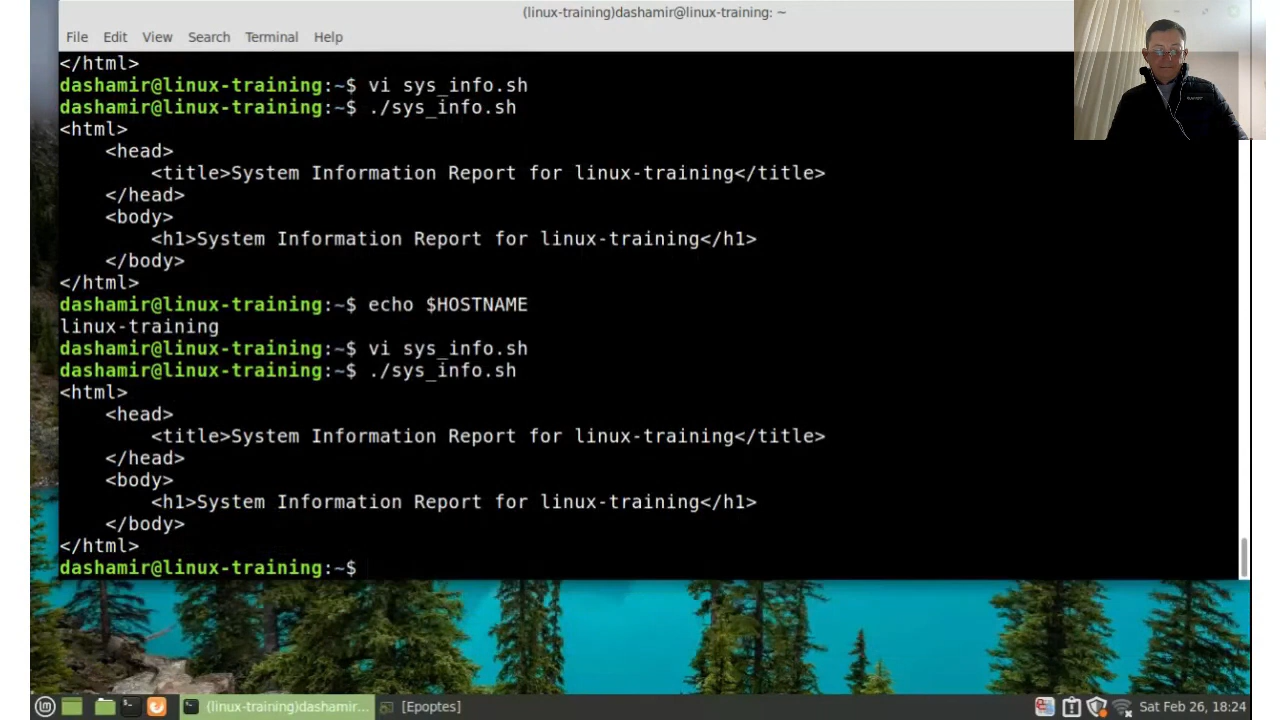 (linux-training)dashamir@linux-training: ~
File Edit View Search Terminal Help
</html>
dashamir@linux-training:~$ vi sys_info.sh
dashamir@linux-training:~$ ./sys_info.sh
<html>
    <head>
        <title>System Information Report for linux-training</title>
    </head>
    <body>
        <h1>System Information Report for linux-training</h1>
    </body>
</html>
dashamir@linux-training:~$ echo $HOSTNAME
linux-training
dashamir@linux-training:~$ vi sys_info.sh
dashamir@linux-training:~$ ./sys_info.sh
<html>
    <head>
        <title>System Information Report for linux-training</title>
    </head>
    <body>
        <h1>System Information Report for linux-training</h1>
    </body>
</html>
dashamir@linux-training:~$
(linux-training)dashamir... [Epoptes] Sat Feb 26, 18:24